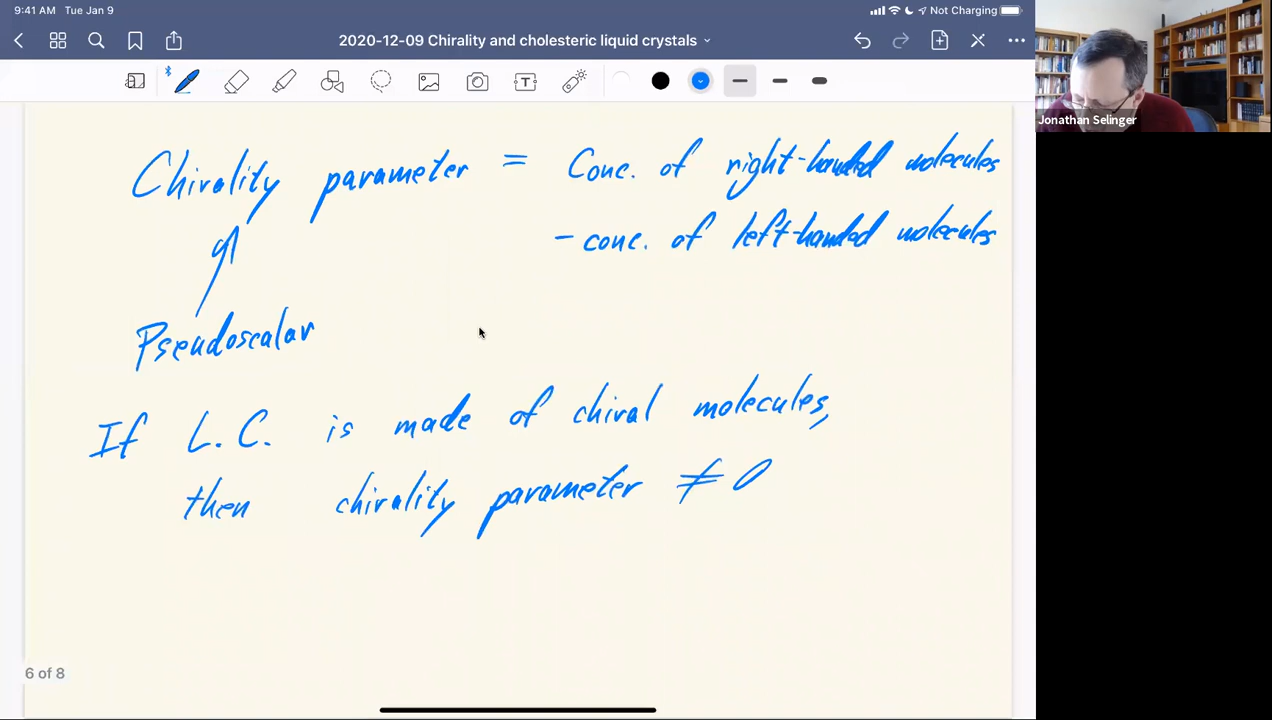 9:41 AM Tue Jan 9
Not Charging
2020-12-09 Chirality and cholesteric liquid crystals
Jonathan Selinger
Chirality parameter = Conc. of right-handed molecules
- conc. of left-handed molecules
Pseudoscalar
If L.C. is made of chiral molecules,
then chirality parameter ≠ 0
6 of 8